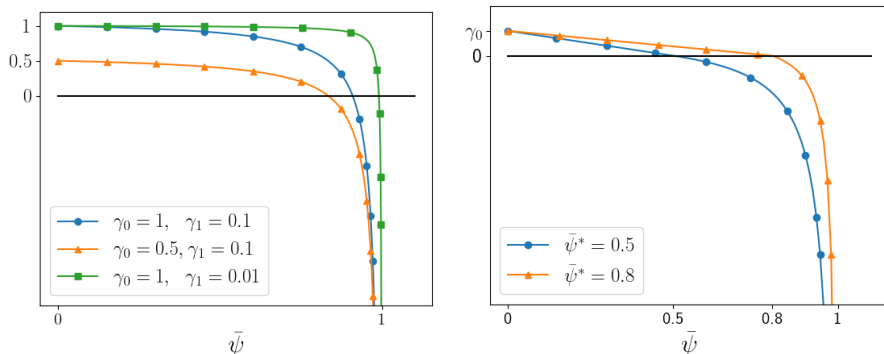 1
0.5
0
γ₀ = 1, γ₁ = 0.1
γ₀ = 0.5, γ₁ = 0.1
γ₀ = 1, γ₁ = 0.01
0 1
ψ̄
γ₀
0
ψ̄* = 0.5
ψ̄* = 0.8
0 0.5 0.8 1
ψ̄